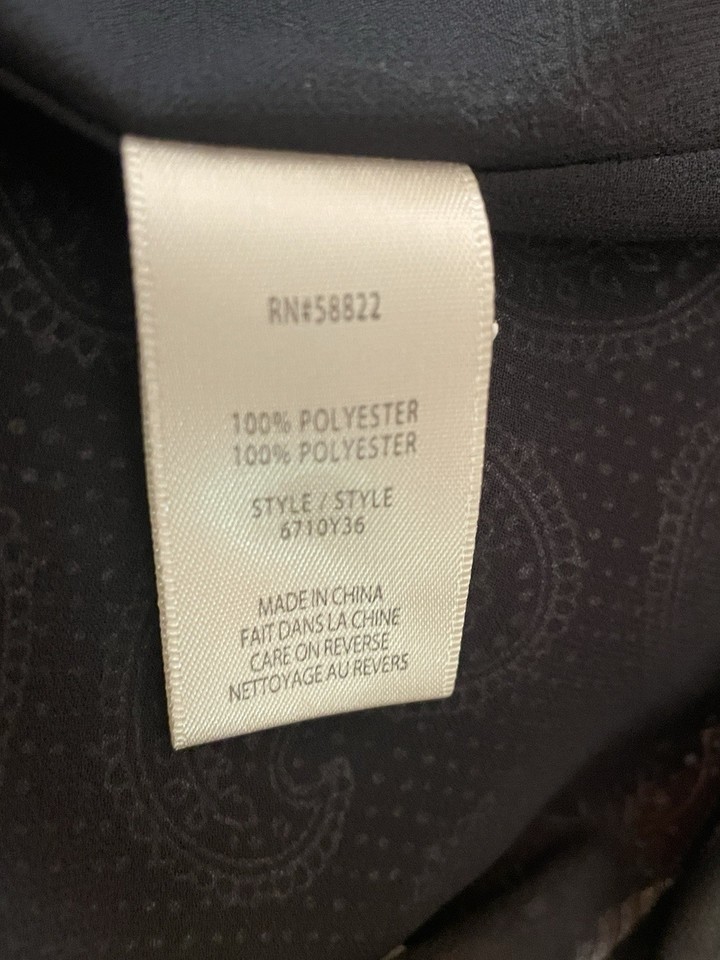 RN#58822
100% POLYESTER
100% POLYESTER
STYLE / STYLE
6710Y36
MADE IN CHINA
FAIT DANS LA CHINE
CARE ON REVERSE
NETTOYAGE AU REVERS